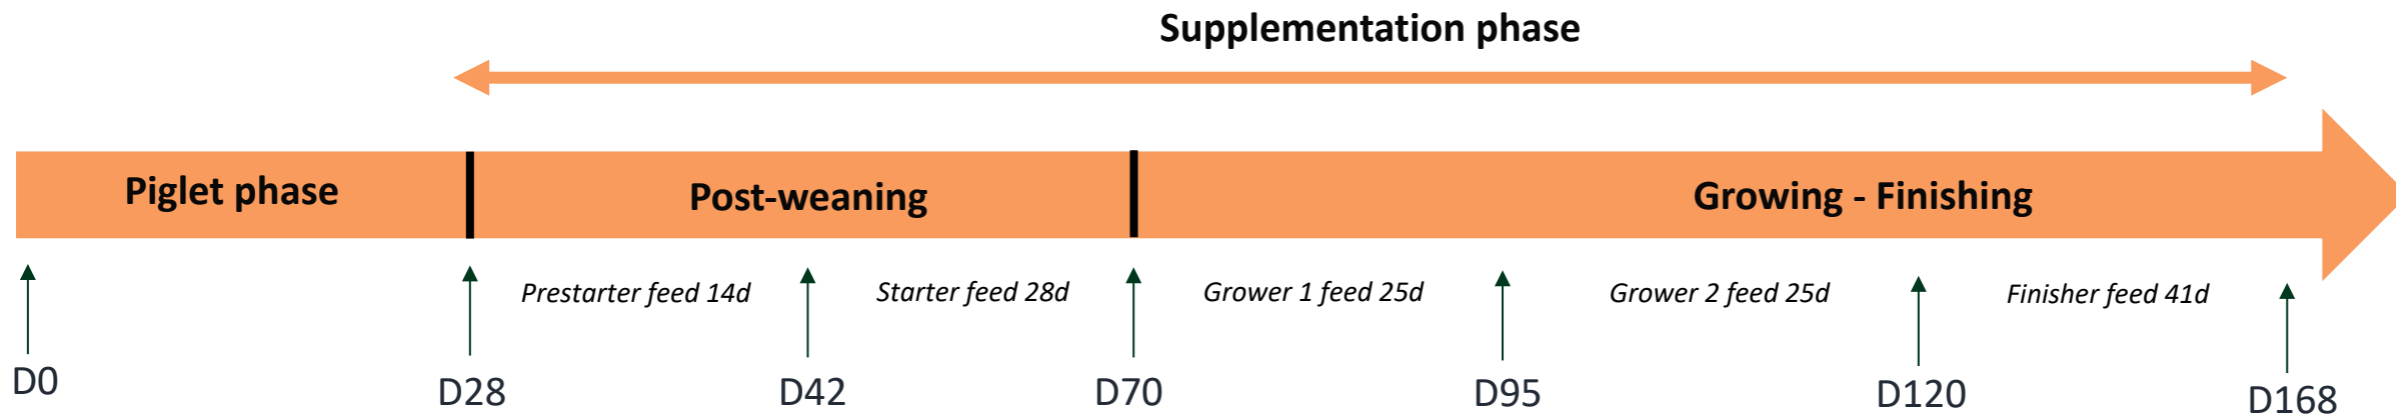 Supplementation phase
Piglet phase
Post-weaning
Growing - Finishing
Prestarter feed 14d
Starter feed 28d
Grower 1 feed 25d
Grower 2 feed 25d
Finisher feed 41d
D0
D28
D42
D70
D95
D120
D168